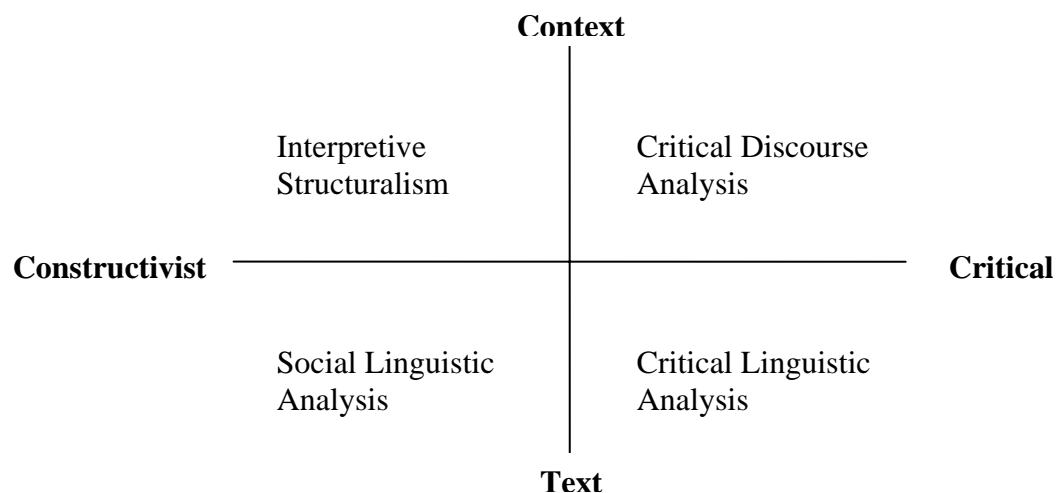 Context
Interpretive
Structuralism
Critical Discourse
Analysis
Constructivist
Critical
Social Linguistic
Analysis
Critical Linguistic
Analysis
Text